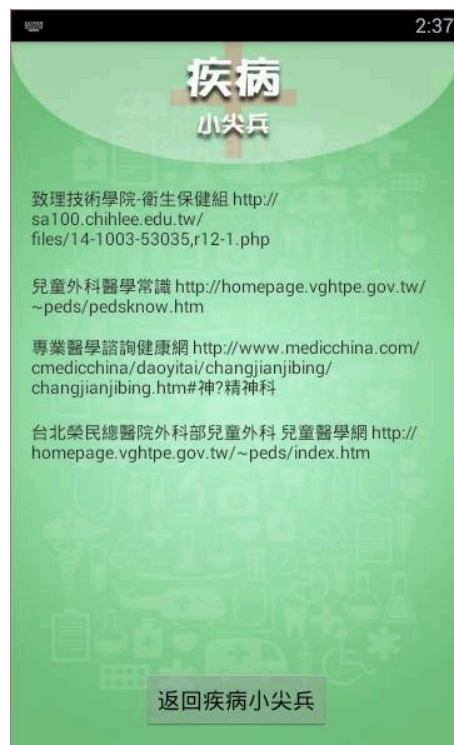 2:37
疾病
小尖兵
致理技術學院-衛生保健組 http://
sa100.chihlee.edu.tw/
files/14-1003-53035,r12-1.php
兒童外科醫學常識 http://homepage.vghtpe.gov.tw/
~peds/pedsknow.htm
專業醫學諮詢健康網 http://www.medicchina.com/
cmedicchina/daoyitai/changjianjibing/
changjianjibing.htm#神?精神科
台北榮民總醫院外科部兒童外科 兒童醫學網 http://
homepage.vghtpe.gov.tw/~peds/index.htm
返回疾病小尖兵